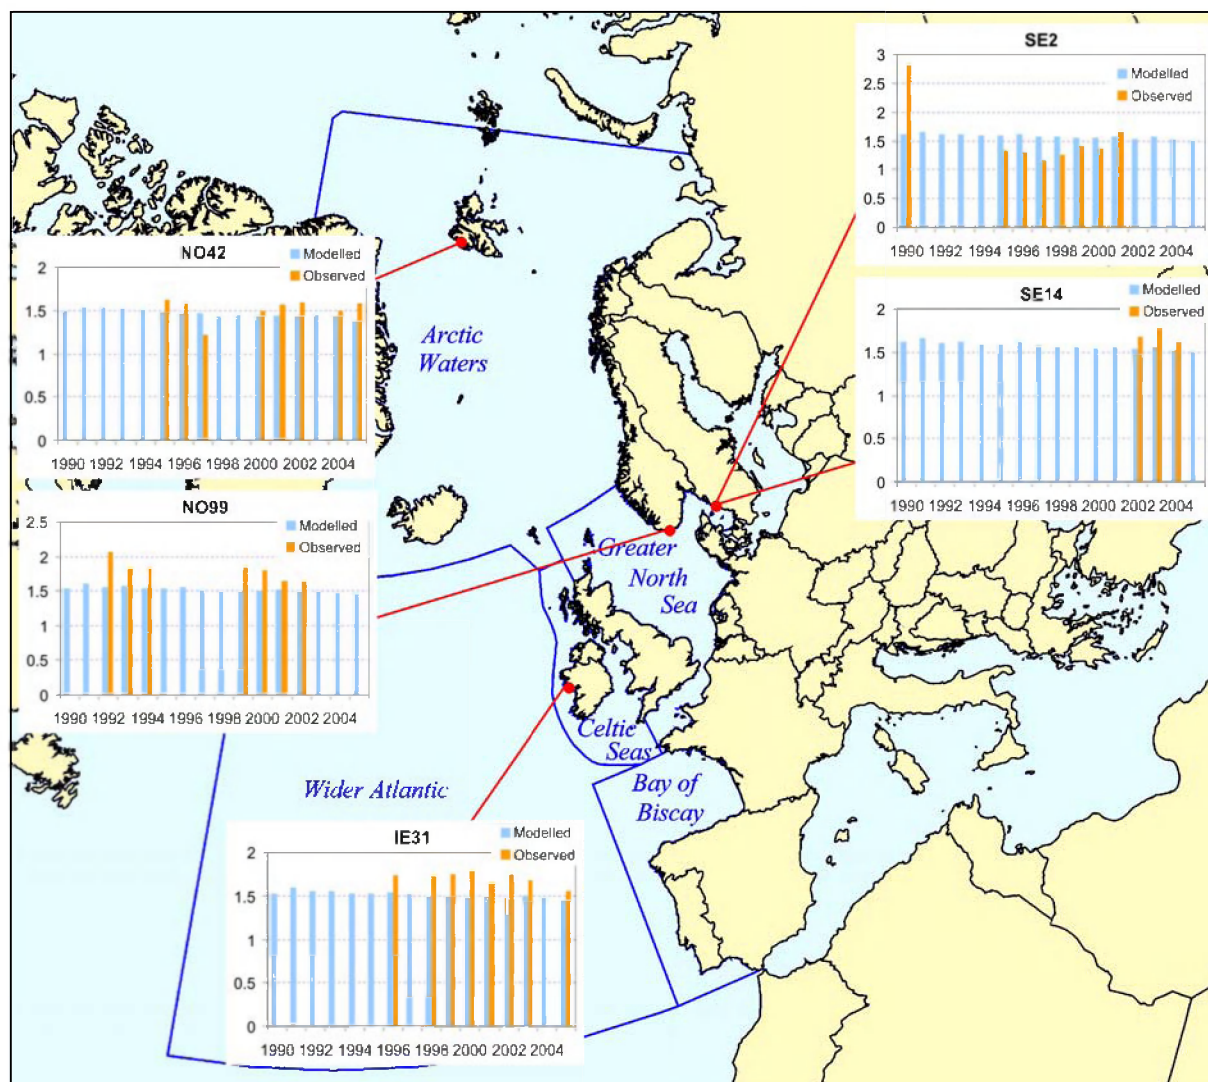 SE2
Modelled
Observed
3
2.5
2
1.5
1
0.5
0
1990 1992 1994 1996 1998 2000 2002 2004
NO42
Modelled
Observed
2
1.5
1
0.5
0
1990 1992 1994 1996 1998 2000 2002 2004
SE14
Modelled
Observed
2
1.5
1
0.5
0
1990 1992 1994 1996 1998 2000 2002 2004
Arctic
Waters
NO99
Modelled
Observed
2.5
2
1.5
1
0.5
0
1990 1992 1994 1996 1998 2000 2002 2004
Greater
North
Sea
Celtic
Seas
Wider Atlantic
Bay of
Biscay
IE31
Modelled
Observed
2
1.5
1
0.5
0
1990 1992 1994 1996 1998 2000 2002 2004